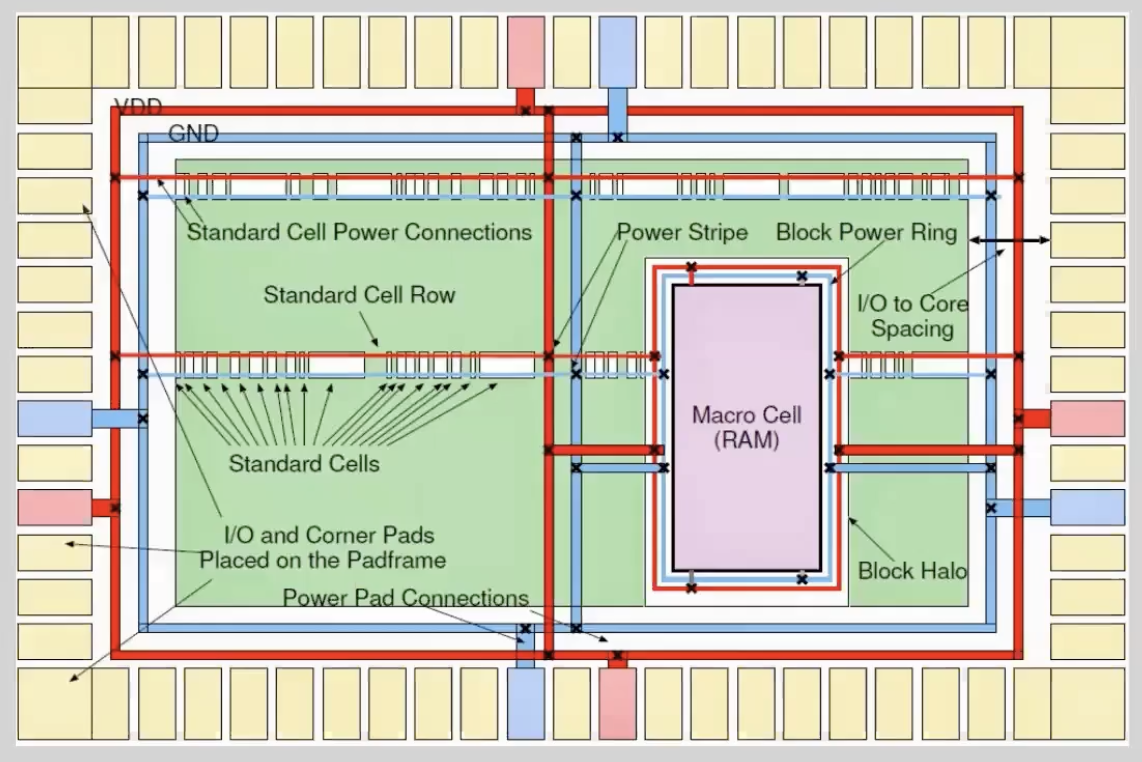 VDD
GND
Standard Cell Power Connections
Power Stripe
Block Power Ring
Standard Cell Row
I/O to Core
Spacing
Macro Cell
(RAM)
Standard Cells
I/O and Corner Pads
Placed on the Padframe
Block Halo
Power Pad Connections